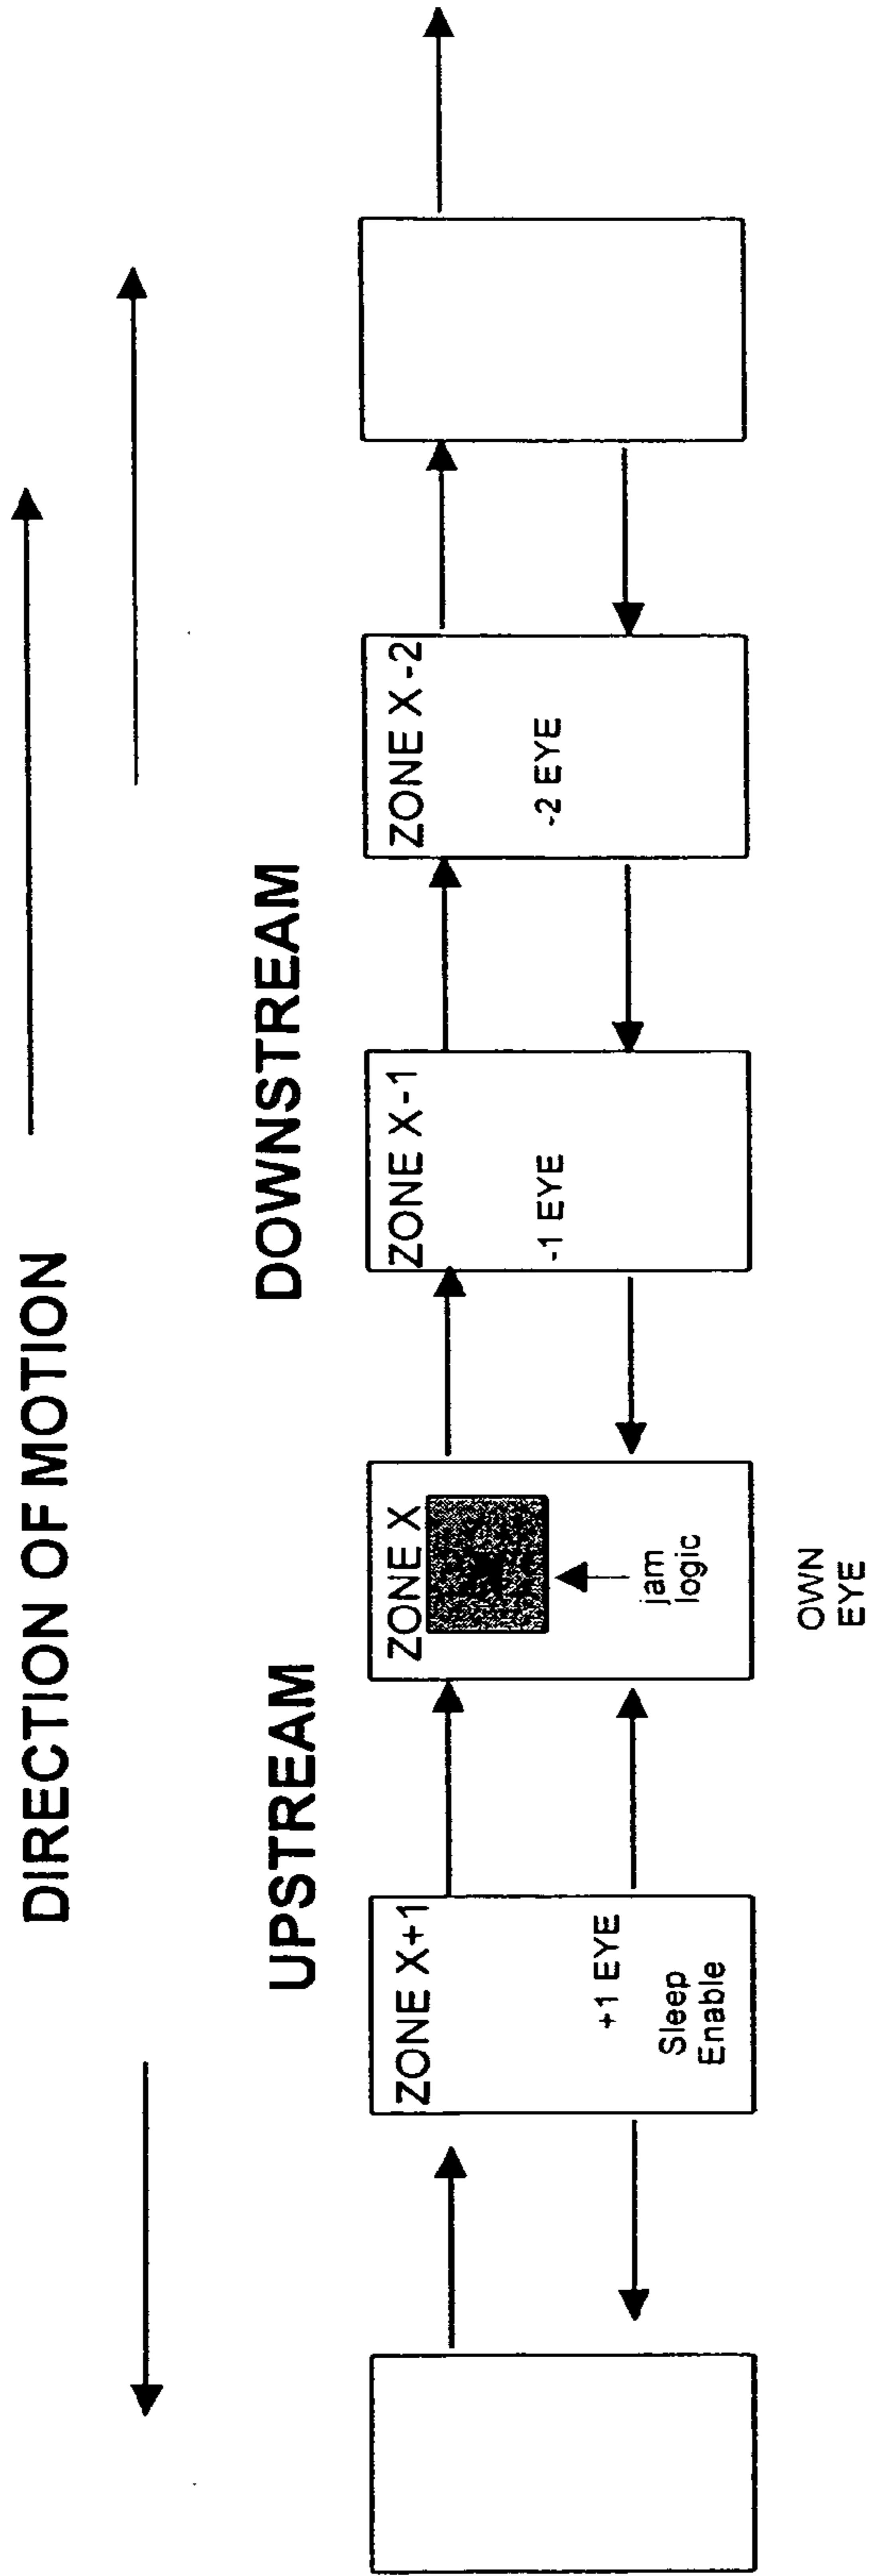 DIRECTION OF MOTION
UPSTREAM
DOWNSTREAM
ZONE X+1
+1 EYE
Sleep
Enable
ZONE X
jam
logic
OWN
EYE
ZONE X-1
-1 EYE
ZONE X-2
-2 EYE